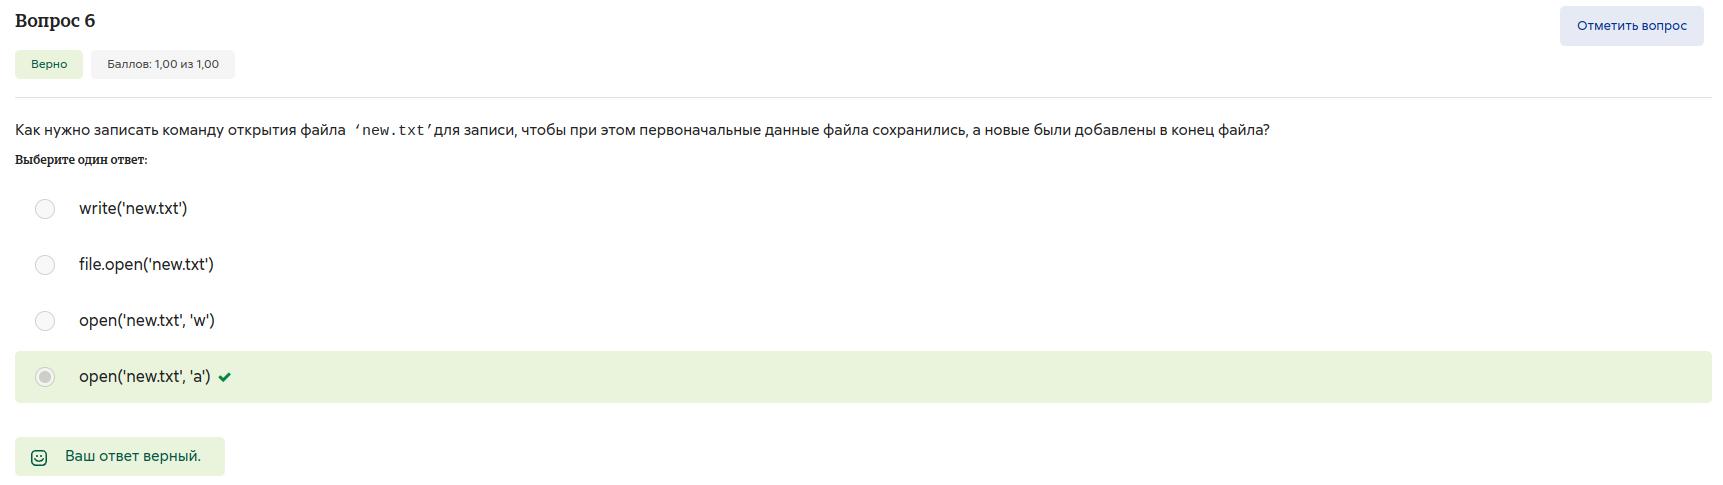 Вопрос 6
Отметить вопрос
Верно
Баллов: 1,00 из 1,00
Как нужно записать команду открытия файла ‘new.txt’для записи, чтобы при этом первоначальные данные файла сохранились, а новые были добавлены в конец файла?
Выберите один ответ:
write('new.txt')
file.open('new.txt')
open('new.txt', 'w')
open('new.txt', 'a')
Ваш ответ верный.